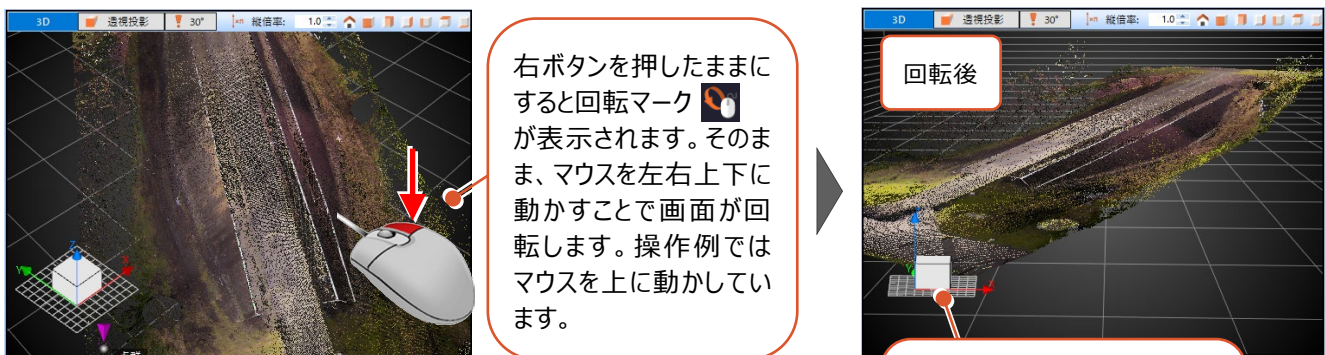 3D 透視投影 30° 縦倍率: 1.0
Z
Y
X
右ボタンを押したままに
すると回転マーク
が表示されます。そのま
ま、マウスを左右上下に
動かすことで画面が回
転します。操作例では
マウスを上に動かしてい
ます。
3D 透視投影 30° 縦倍率: 1.0
回転後